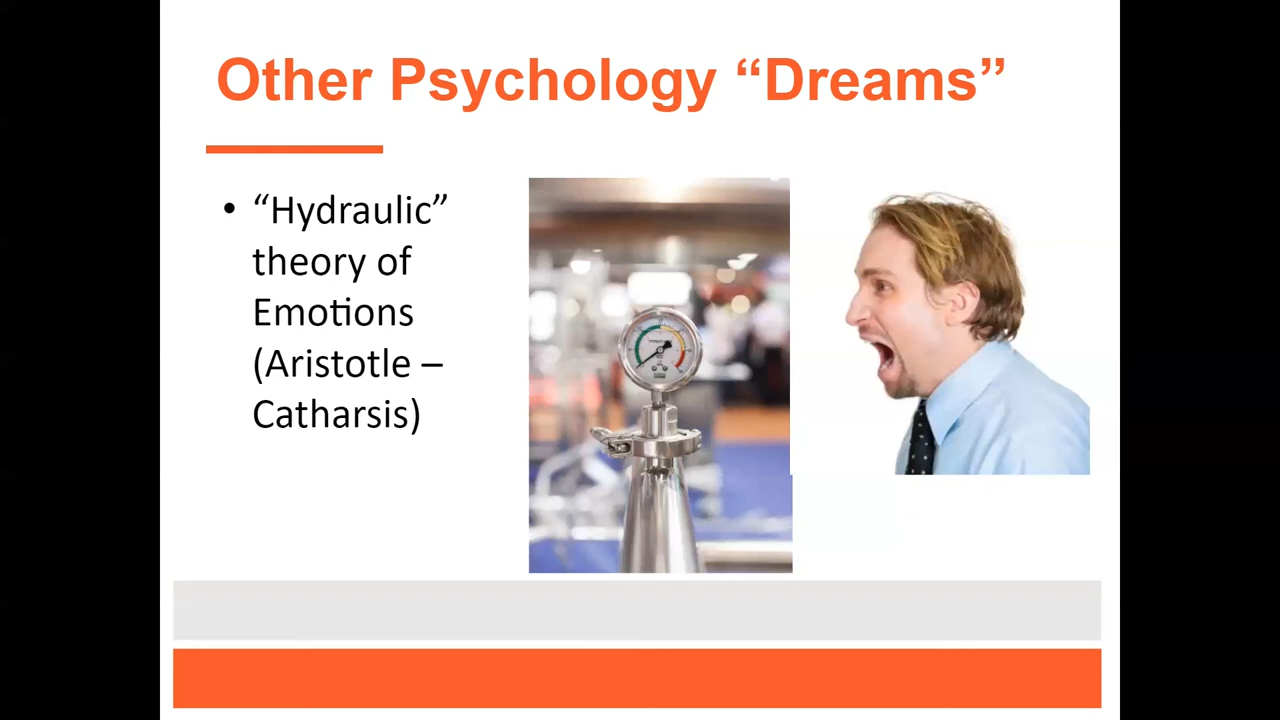 Other Psychology “Dreams”
• “Hydraulic”
theory of
Emotions
(Aristotle –
Catharsis)